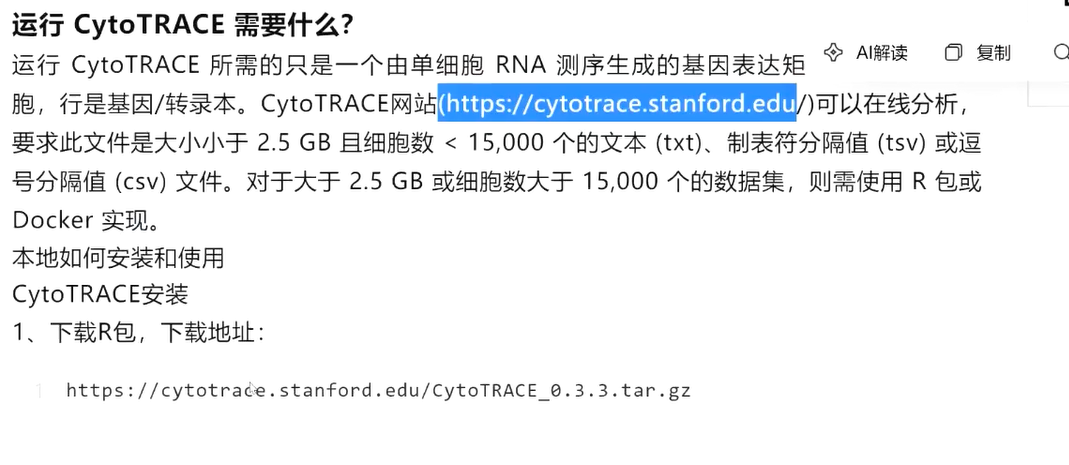 运行 CytoTRACE 需要什么？
AI解读 复制
运行 CytoTRACE 所需的只是一个由单细胞 RNA 测序生成的基因表达矩
胞，行是基因/转录本。CytoTRACE网站(https://cytotrace.stanford.edu/)可以在线分析，
要求此文件是大小小于 2.5 GB 且细胞数 < 15,000 个的文本 (txt)、制表符分隔值 (tsv) 或逗
号分隔值 (csv) 文件。对于大于 2.5 GB 或细胞数大于 15,000 个的数据集，则需使用 R 包或
Docker 实现。
本地如何安装和使用
CytoTRACE安装
1、下载R包，下载地址：
1 https://cytotrace.stanford.edu/CytoTRACE_0.3.3.tar.gz